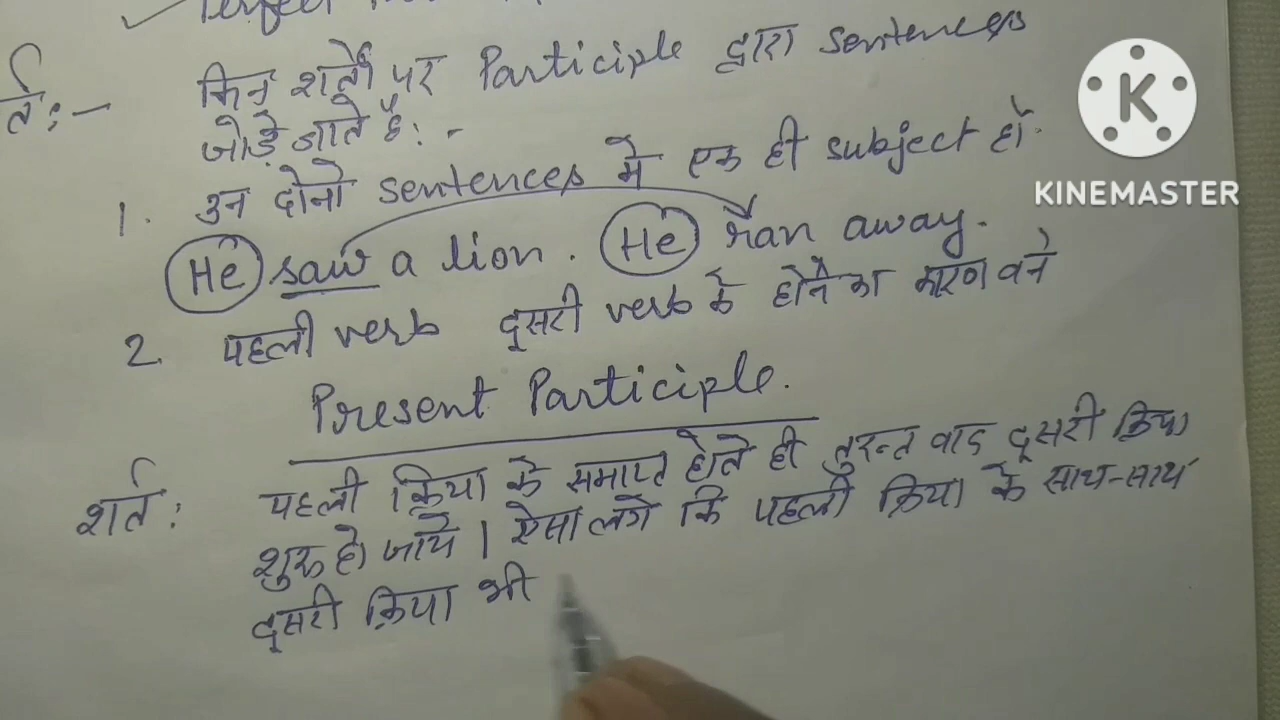 ✓ Perfect
र्त :-
किन शर्तों पर Participle द्वारा sentences
जोड़े जाते है : -
1. उन दोनो sentences में एक ही subject हो.
He saw a lion. He ran away.
2. पहली verb दूसरी verb के होने का कारण बने
Present Participle.
शर्त : पहली क्रिया के समाप्त होते ही तुरन्त बाद दूसरी क्रिया
शुरू हो जाये। ऐसा लगे कि पहली क्रिया के साथ-साथ
दूसरी क्रिया भी
K
KINEMASTER